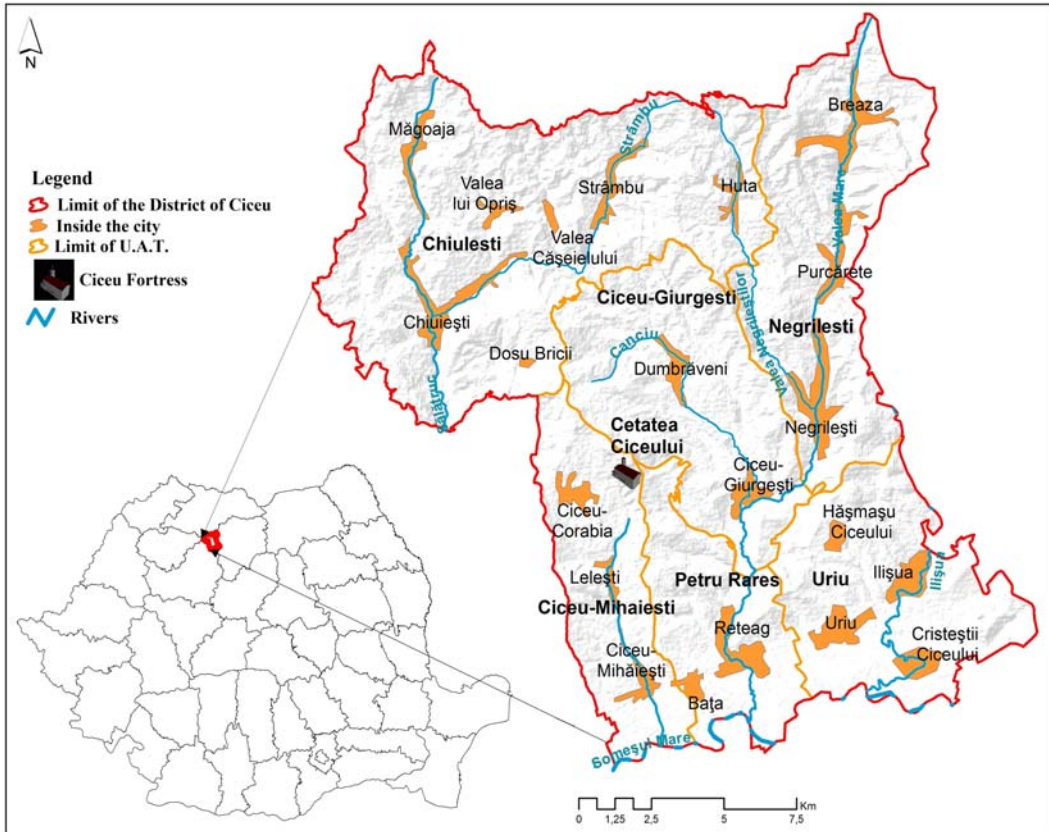 N
Legend
Limit of the District of Ciceu
Inside the city
Limit of U.A.T.
Ciceu Fortress
Rivers
Breaza
Măgoaja
Strâmbu
Valea
lui Opriş
Strâmbu
Huta
Valea Mare
Chiulesti
Valea
Căşeielului
Purcărete
Ciceu-Giurgesti
Valea Negrileştilor
Negrilesti
Chiuieşti
Dosu Bricii
Canciu
Dumbrăveni
Sălătruc
Negrileşti
Cetatea
Ciceului
Ciceu-
Giurgeşti
Ciceu-
Corabia
Hăşmaşu
Ciceului
Ilişua
Ilişua
Leleşti
Petru Rares
Uriu
Ciceu-Mihaiesti
Reteag
Uriu
Cristeştii
Ciceului
Ciceu-
Mihăieşti
Baţa
Someşul Mare
Km
0 1,25 2,5 5 7,5